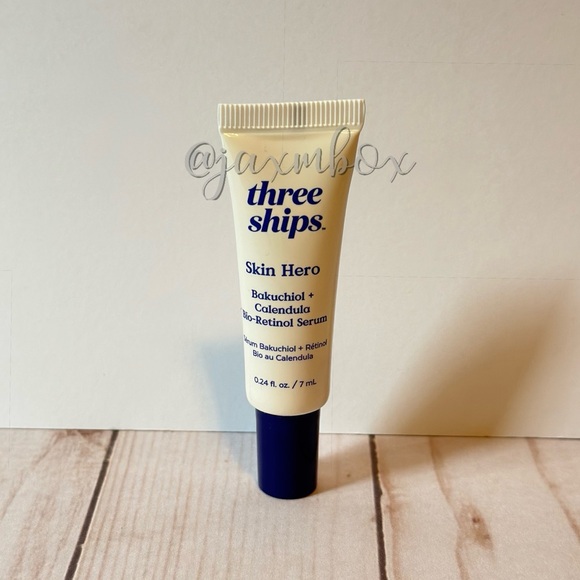 @jaxmbox
three
ships™
Skin Hero
Bakuchiol +
Calendula
Bio-Retinol Serum
Sérum Bakuchiol + Rétinol
Bio au Calendula
0.24 fl. oz. / 7 mL